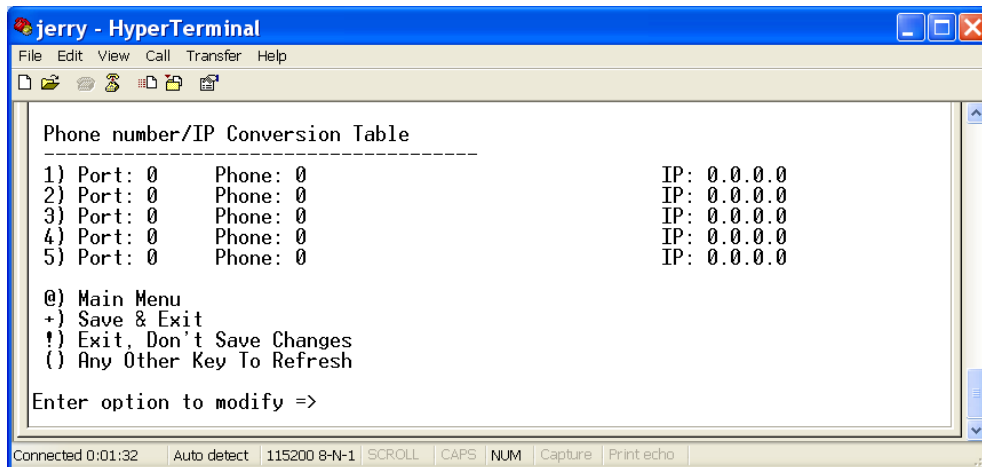 jerry - HyperTerminal
File Edit View Call Transfer Help
Phone number/IP Conversion Table
--------------------------------------
1) Port: 0 Phone: 0 IP: 0.0.0.0
2) Port: 0 Phone: 0 IP: 0.0.0.0
3) Port: 0 Phone: 0 IP: 0.0.0.0
4) Port: 0 Phone: 0 IP: 0.0.0.0
5) Port: 0 Phone: 0 IP: 0.0.0.0
@) Main Menu
+) Save & Exit
!) Exit, Don't Save Changes
() Any Other Key To Refresh
Enter option to modify =>
Connected 0:01:32 Auto detect 115200 8-N-1 SCROLL CAPS NUM Capture Print echo